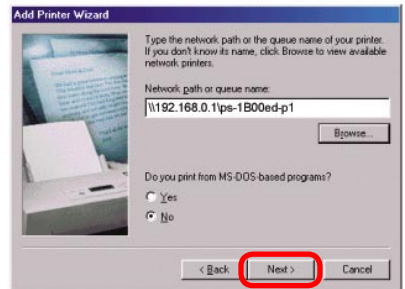 Add Printer Wizard
Type the network path or the queue name of your printer.
If you don't know its name, click Browse to view available
network printers.
Network path or queue name:
\\192.168.0.1\ps-1B00ed-p1
Browse...
Do you print from MS-DOS-based programs?
Yes
No
< Back
Next >
Cancel